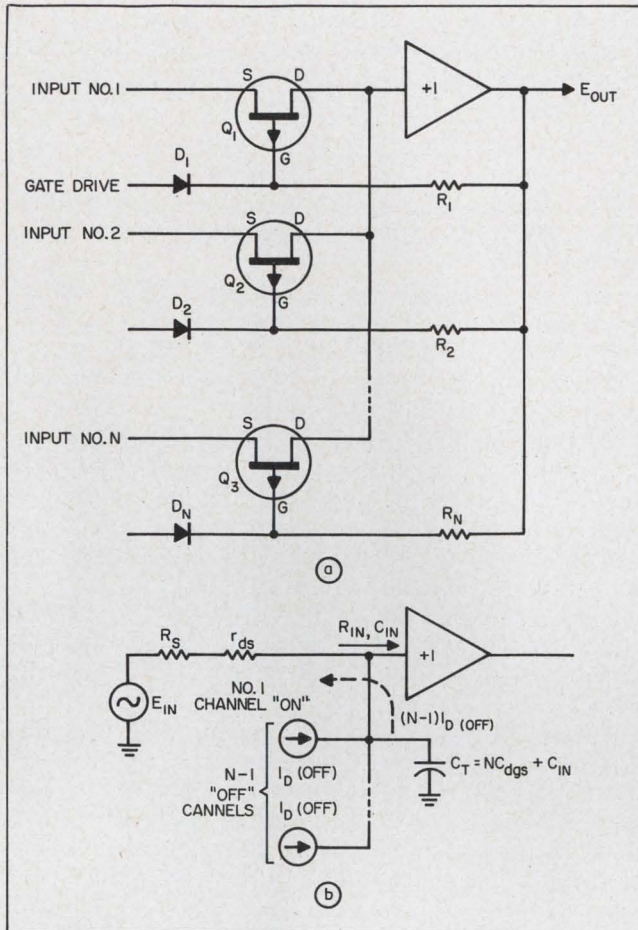 INPUT NO.1
S D
Q1
G
+1
EOUT
D1
GATE DRIVE
R1
INPUT NO.2
S D
Q2
G
D2
R2
INPUT NO.N
S D
Q3
G
DN
RN
a
RS
rds
RIN, CIN
+1
EIN
NO.1
CHANNEL "ON"
(N-1)ID (OFF)
N-1
"OFF"
CANNELS
ID (OFF)
ID (OFF)
CT = NCdgs + CIN
b